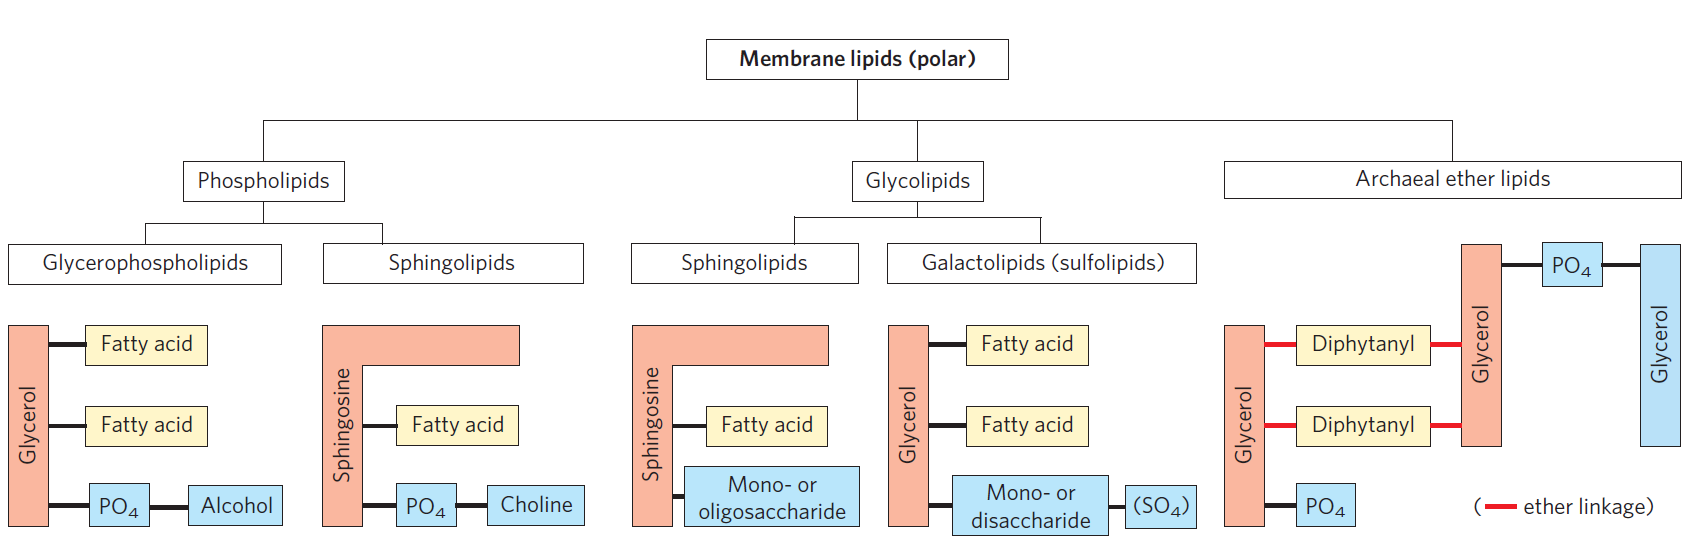 Membrane lipids (polar)
Phospholipids
Glycolipids
Archaeal ether lipids
Glycerophospholipids
Sphingolipids
Sphingolipids
Galactolipids (sulfolipids)
Glycerol
Fatty acid
Fatty acid
PO4
Alcohol
Sphingosine
Fatty acid
PO4
Choline
Sphingosine
Fatty acid
Mono- or
oligosaccharide
Glycerol
Fatty acid
Fatty acid
Mono- or
disaccharide
(SO4)
Glycerol
Diphytanyl
Diphytanyl
PO4
Glycerol
PO4
Glycerol
( ether linkage)